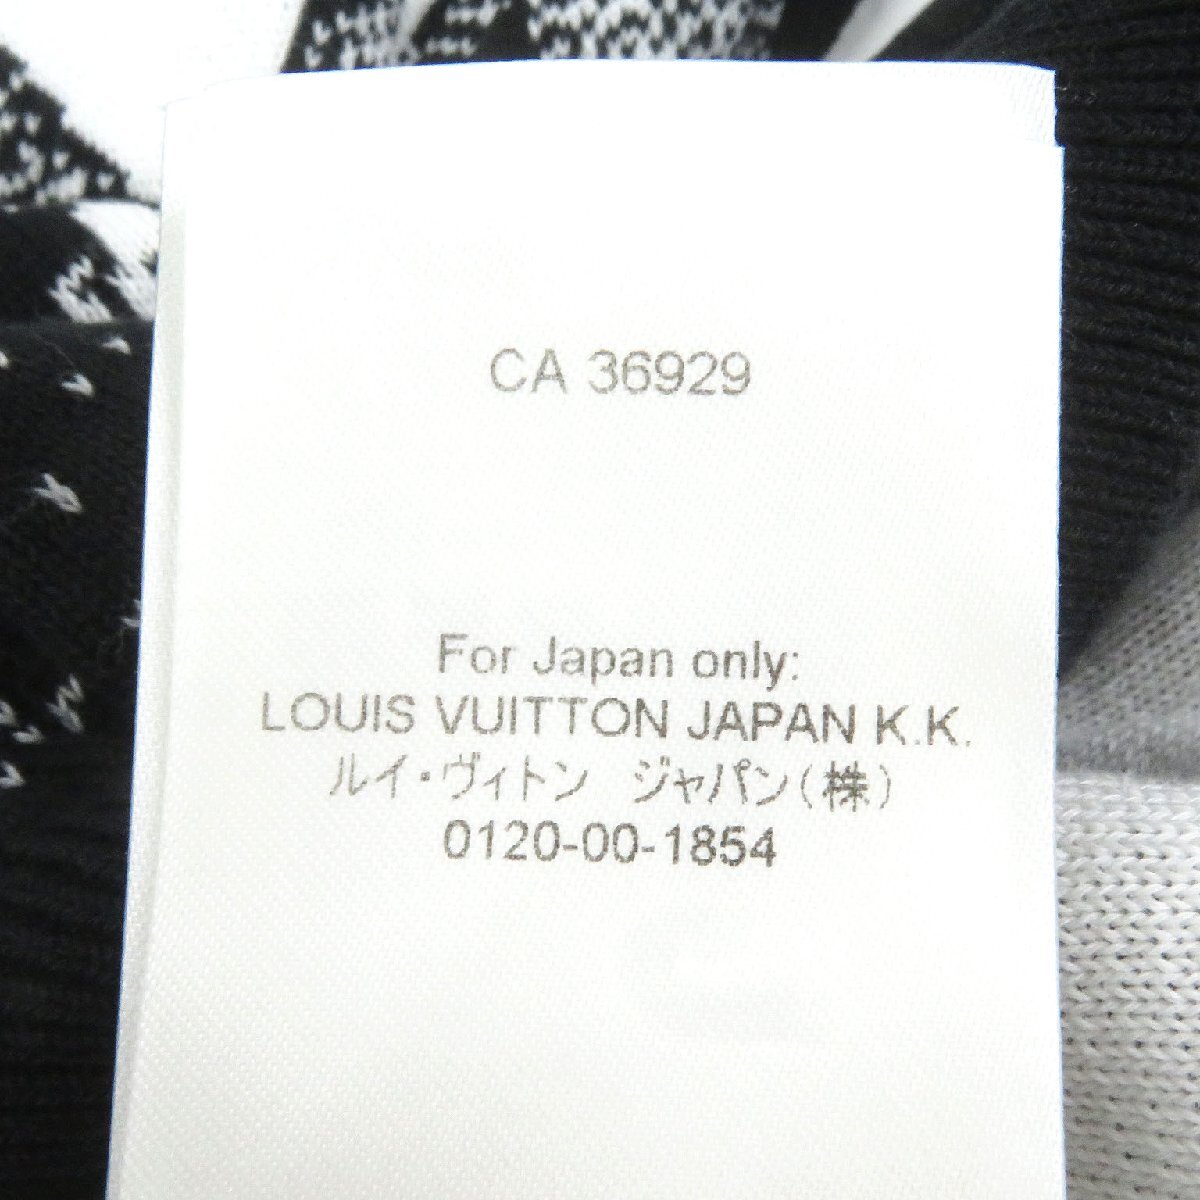 CA 36929
For Japan only:
LOUIS VUITTON JAPAN K.K.
ルイ・ヴィトン　ジャパン(株)
0120-00-1854